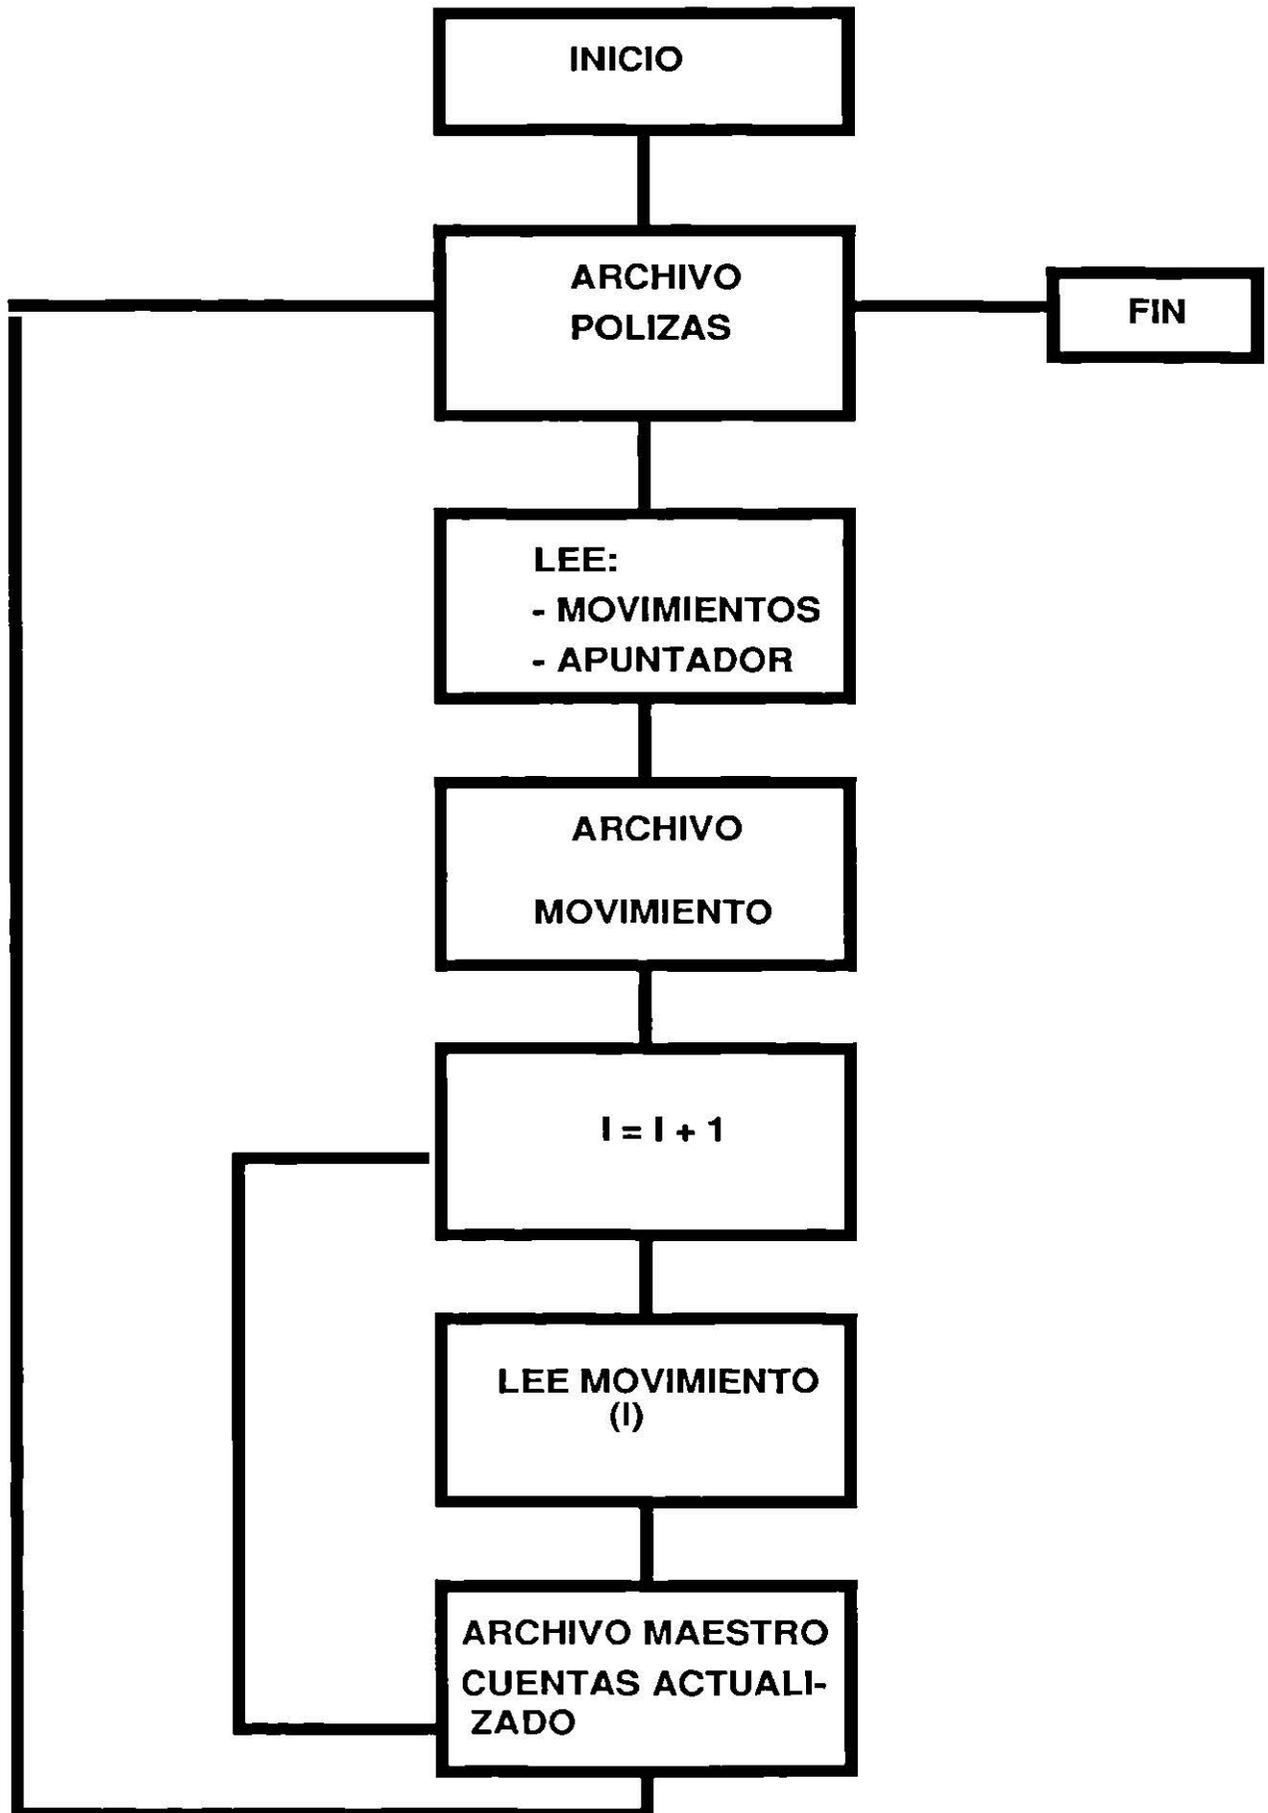 INICIO
ARCHIVO
POLIZAS
FIN
LEE:
- MOVIMIENTOS
- APUNTADOR
ARCHIVO
MOVIMIENTO
I = I + 1
LEE MOVIMIENTO
(I)
ARCHIVO MAESTRO
CUENTAS ACTUALI-
ZADO